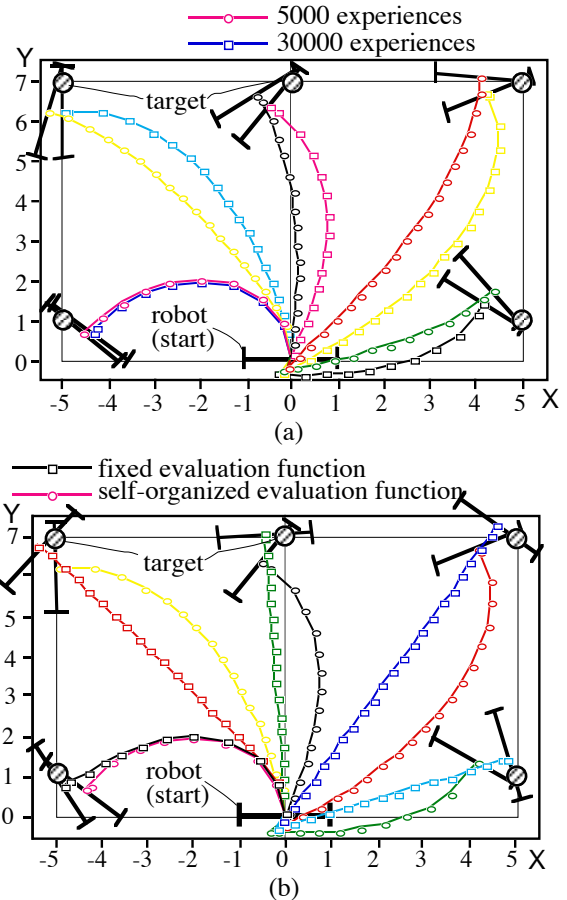 5000 experiences
30000 experiences
Y
7
target
6
5
4
3
2
robot
(start)
1
0
-5 -4 -3 -2 -1 0 1 2 3 4 5 X
(a)
fixed evaluation function
self-organized evaluation function
Y
7
target
5
4
3
2
robot
(start)
1
0
-5 -4 -3 -2 -1 0 1 2 3 4 5 X
(b)